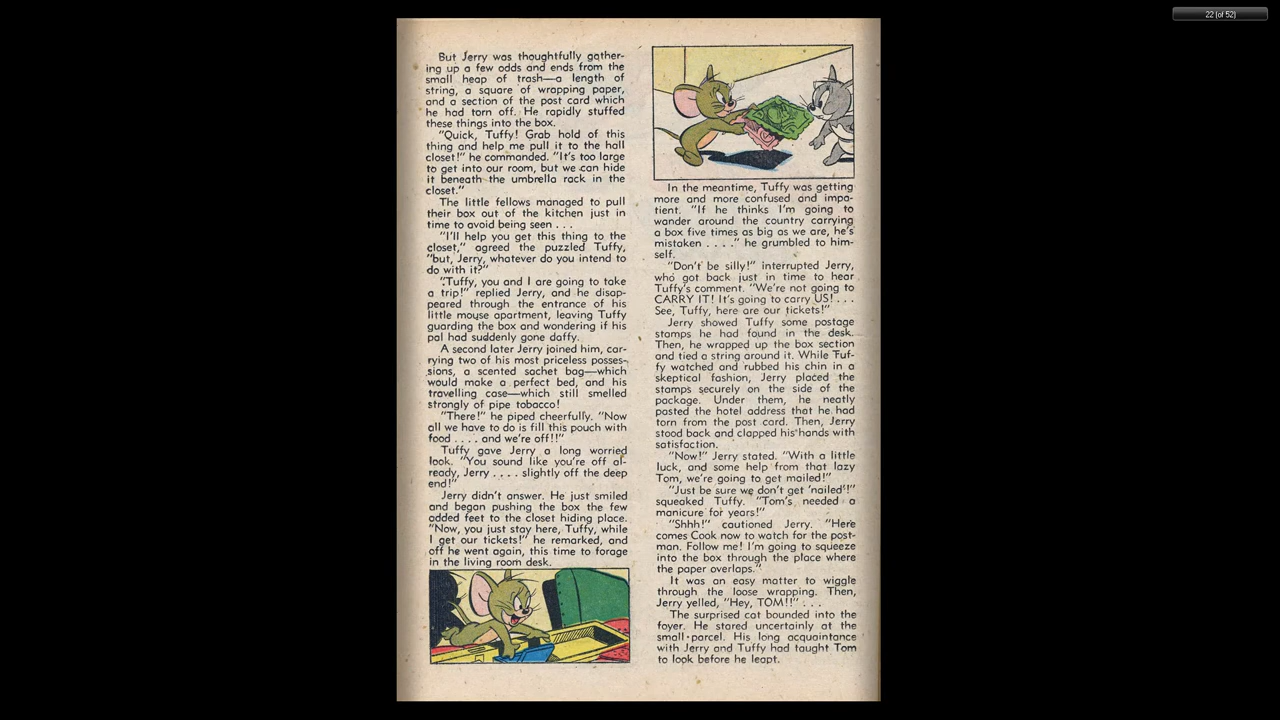 22 (of 52)
But Jerry was thoughtfully gather-
ing up a few odds and ends from the
small heap of trash—a length of
string, a square of wrapping paper,
and a section of the post card which
he had torn off. He rapidly stuffed
these things into the box.
"Quick, Tuffy! Grab hold of this
thing and help me pull it to the hall
closet!" he commanded. "It's too large
to get into our room, but we can hide
it beneath the umbrella rack in the
closet."
The little fellows managed to pull
their box out of the kitchen just in
time to avoid being seen . . .
"I'll help you get this thing to the
closet," agreed the puzzled Tuffy,
"but, Jerry, whatever do you intend to
do with it?"
"Tuffy, you and I are going to take
a trip!" replied Jerry, and he disap-
peared through the entrance of his
little mouse apartment, leaving Tuffy
guarding the box and wondering if his
pal had suddenly gone daffy.
A second later Jerry joined him, car-
rying two of his most priceless posses-
sions, a scented sachet bag—which
would make a perfect bed, and his
travelling case—which still smelled
strongly of pipe tobacco!
"There!" he piped cheerfully. "Now
all we have to do is fill this pouch with
food . . . . and we're off!!"
Tuffy gave Jerry a long worried
look. "You sound like you're off al-
ready, Jerry . . . . slightly off the deep
end!"
Jerry didn't answer. He just smiled
and began pushing the box the few
added feet to the closet hiding place.
"Now, you just stay here, Tuffy, while
I get our tickets!" he remarked, and
off he went again, this time to forage
in the living room desk.
In the meantime, Tuffy was getting
more and more confused and impa-
tient. "If he thinks I'm going to
wander around the country carrying
a box five times as big as we are, he's
mistaken . . . ." he grumbled to him-
self.
"Don't be silly!" interrupted Jerry,
who got back just in time to hear
Tuffy's comment. "We're not going to
CARRY IT! It's going to carry US! . . .
See, Tuffy, here are our tickets!"
Jerry showed Tuffy some postage
stamps he had found in the desk.
Then, he wrapped up the box section
and tied a string around it. While Tuf-
fy watched and rubbed his chin in a
skeptical fashion, Jerry placed the
stamps securely on the side of the
package. Under them, he neatly
pasted the hotel address that he had
torn from the post card. Then, Jerry
stood back and clapped his hands with
satisfaction.
"Now!" Jerry stated. "With a little
luck, and some help from that lazy
Tom, we're going to get mailed!"
"Just be sure we don't get 'nailed'!"
squeaked Tuffy. "Tom's needed a
manicure for years!"
"Shhh!" cautioned Jerry. "Here
comes Cook now to watch for the post-
man. Follow me! I'm going to squeeze
into the box through the place where
the paper overlaps."
It was an easy matter to wiggle
through the loose wrapping. Then,
Jerry yelled, "Hey, TOM!!" . . .
The surprised cat bounded into the
foyer. He stared uncertainly at the
small parcel. His long acquaintance
with Jerry and Tuffy had taught Tom
to look before he leapt.